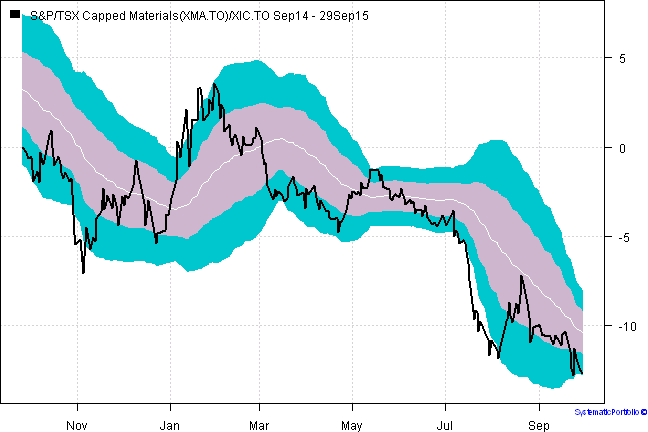 S&P/TSX Capped Materials(XMA.TO)/XIC.TO Sep14 - 29Sep15
5
0
-5
-10
Nov Jan Mar May Jul Sep
SystematicPortfolio ©